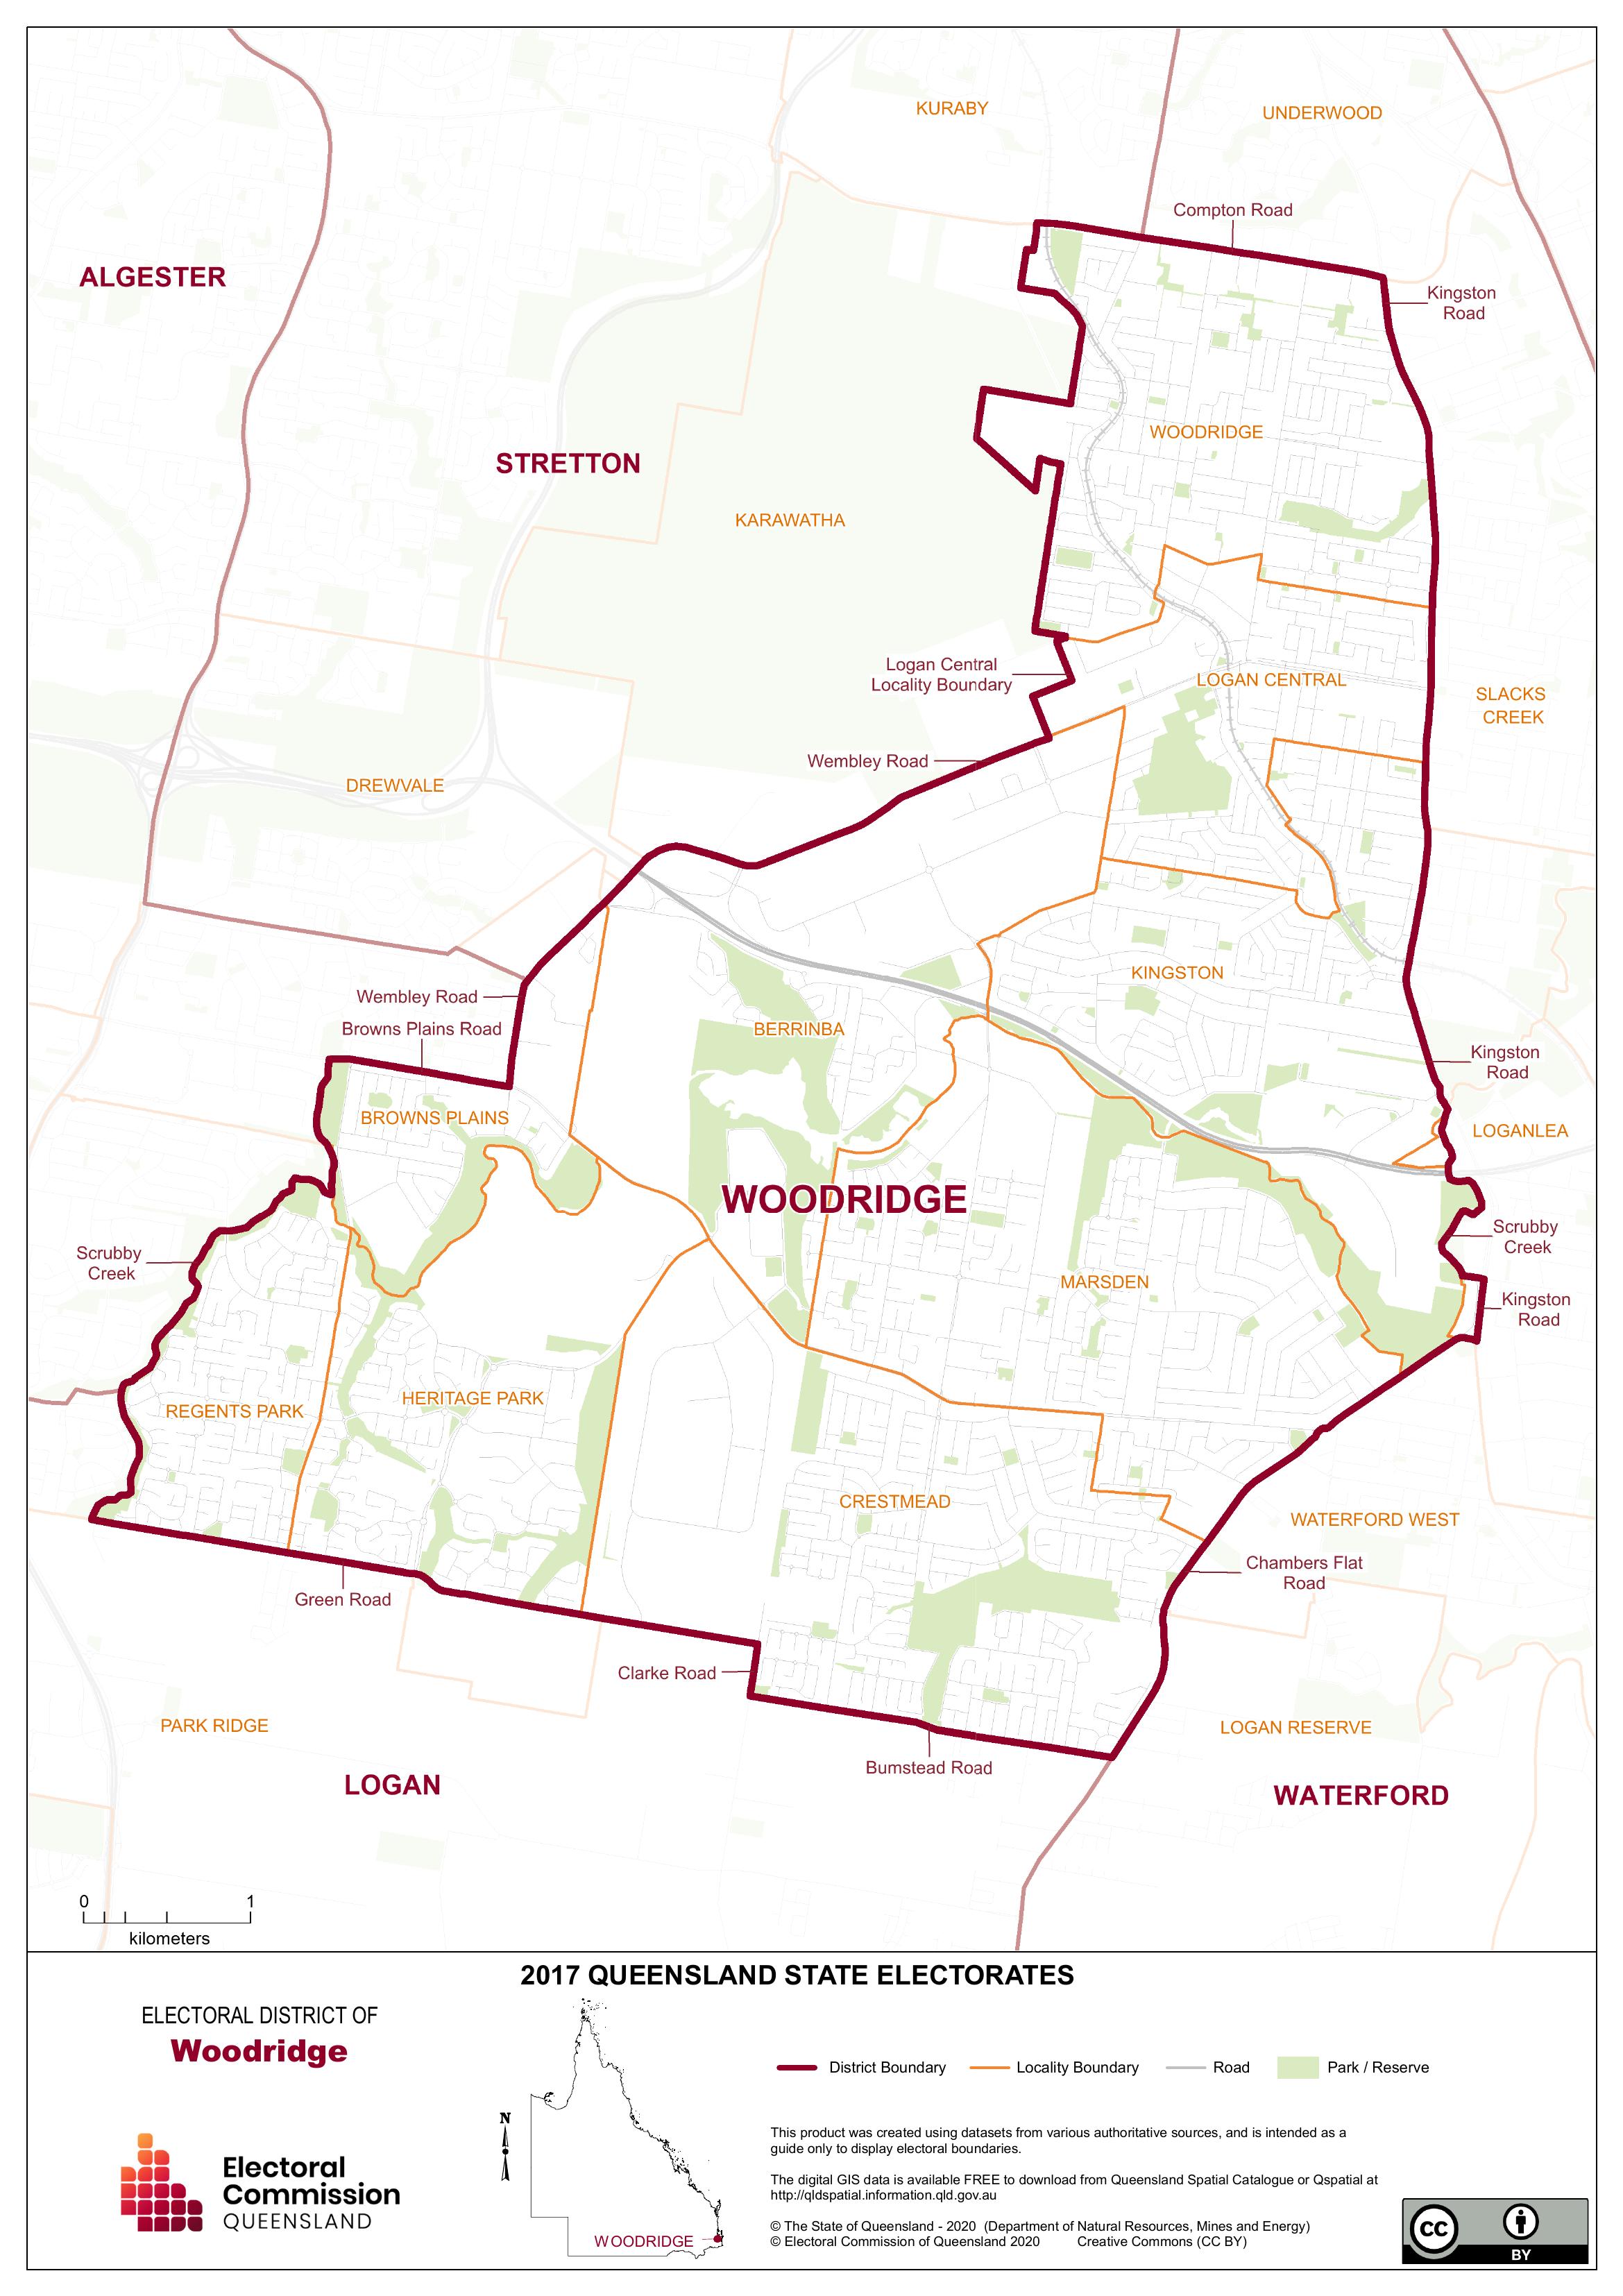 KURABY
UNDERWOOD
Compton Road
ALGESTER
Kingston
Road
WOODRIDGE
STRETTON
KARAWATHA
Logan Central
Locality Boundary
LOGAN CENTRAL
SLACKS
CREEK
Wembley Road
DREWVALE
KINGSTON
Wembley Road
BERRINBA
Browns Plains Road
Kingston
Road
BROWNS PLAINS
LOGANLEA
WOODRIDGE
Scrubby
Creek
Scrubby
Creek
MARSDEN
Kingston
Road
HERITAGE PARK
REGENTS PARK
CRESTMEAD
WATERFORD WEST
Chambers Flat
Road
Green Road
Clarke Road
PARK RIDGE
LOGAN RESERVE
Bumstead Road
LOGAN
WATERFORD
0 1
kilometers
2017 QUEENSLAND STATE ELECTORATES
ELECTORAL DISTRICT OF
Woodridge
District Boundary
Locality Boundary
Road
Park / Reserve
N
WOODRIDGE
Electoral
Commission
QUEENSLAND
This product was created using datasets from various authoritative sources, and is intended as a
guide only to display electoral boundaries.
The digital GIS data is available FREE to download from Queensland Spatial Catalogue or Qspatial at
http://qldspatial.information.qld.gov.au
© The State of Queensland - 2020 (Department of Natural Resources, Mines and Energy)
© Electoral Commission of Queensland 2020 Creative Commons (CC BY)
cc
BY